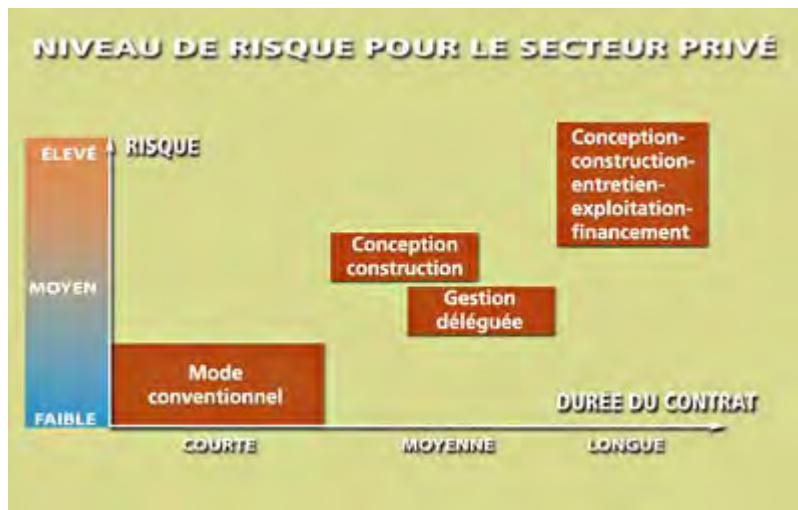 NIVEAU DE RISQUE POUR LE SECTEUR PRIVÉ
ÉLEVÉ
RISQUE
Conception-
construction-
entretien-
exploitation-
financement
Conception
construction
MOYEN
Gestion
déléguée
Mode
conventionnel
DURÉE DU CONTRAT
FAIBLE
COURTE
MOYENNE
LONGUE